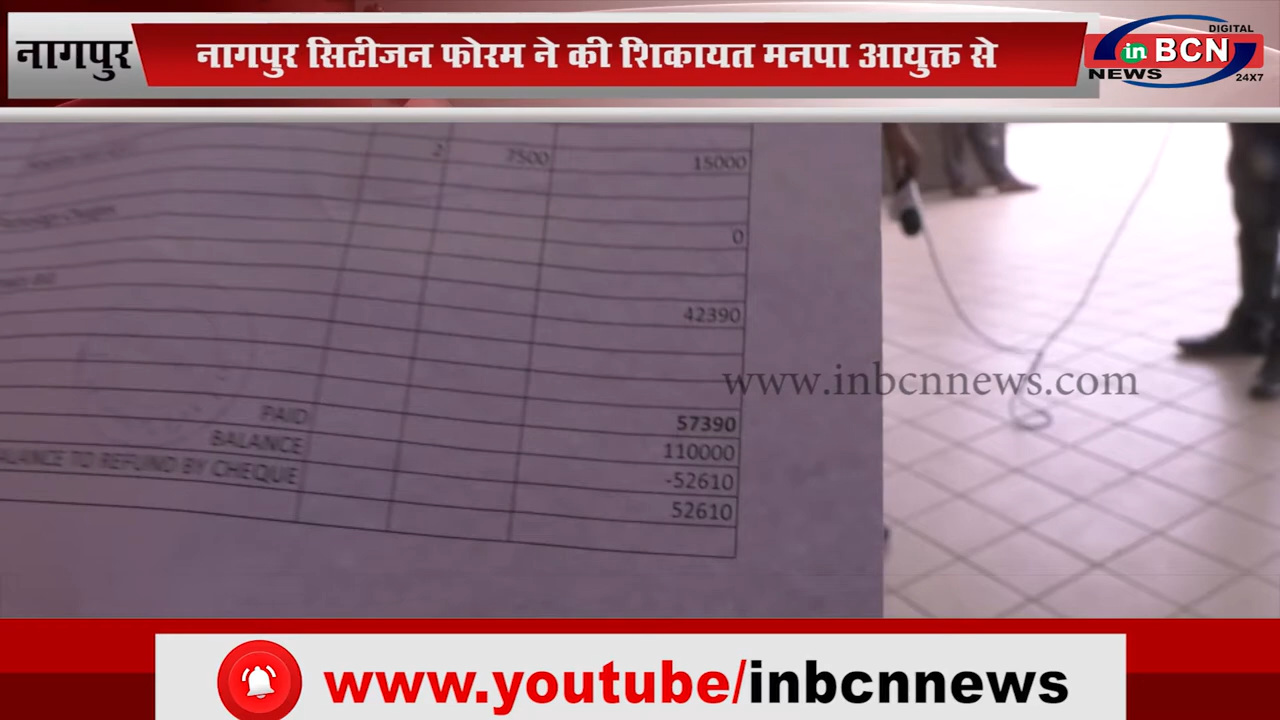 नागपुर
नागपुर सिटीजन फोरम ने की शिकायत मनपा आयुक्त से
DIGITAL
in BCN
NEWS 24X7
2 7500 15000
0
42390
www.inbcnnews.com
57390
PAID 110000
BALANCE -52610
BALANCE TO REFUND BY CHEQUE 52610
www.youtube/inbcnnews